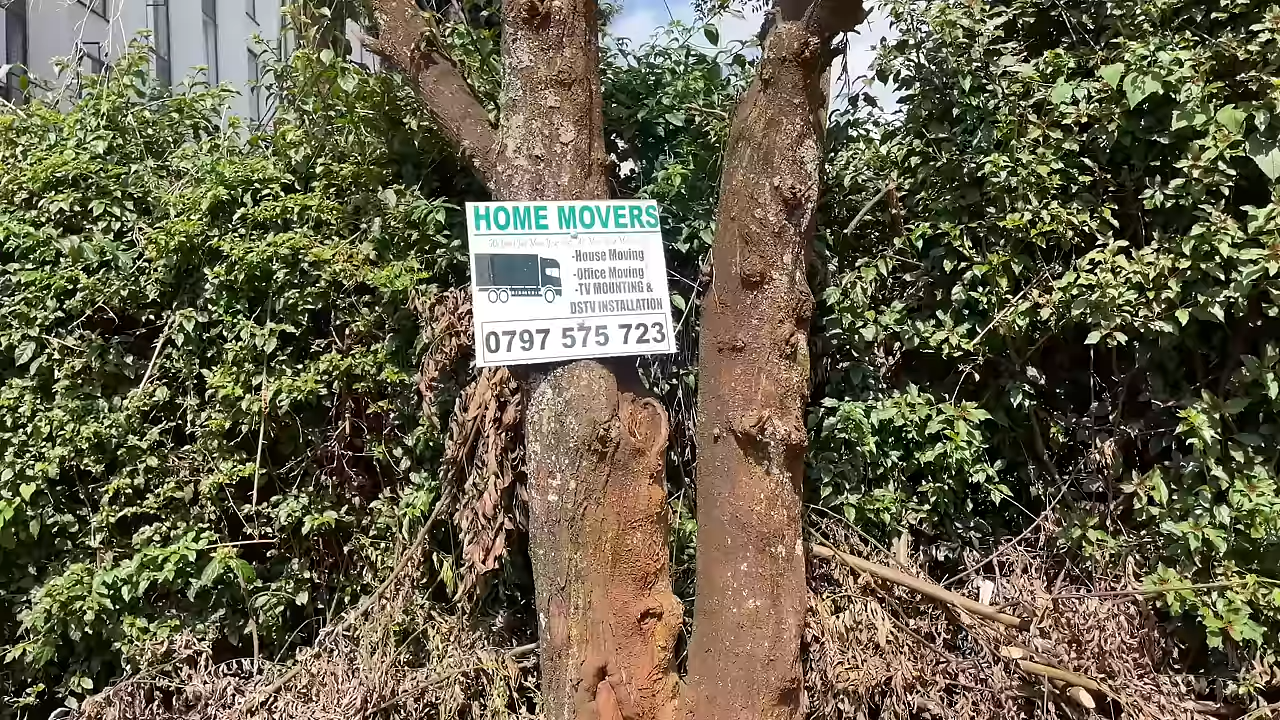 HOME MOVERS
-House Moving
-Office Moving
-TV MOUNTING &
DSTV INSTALLATION
0797 575 723